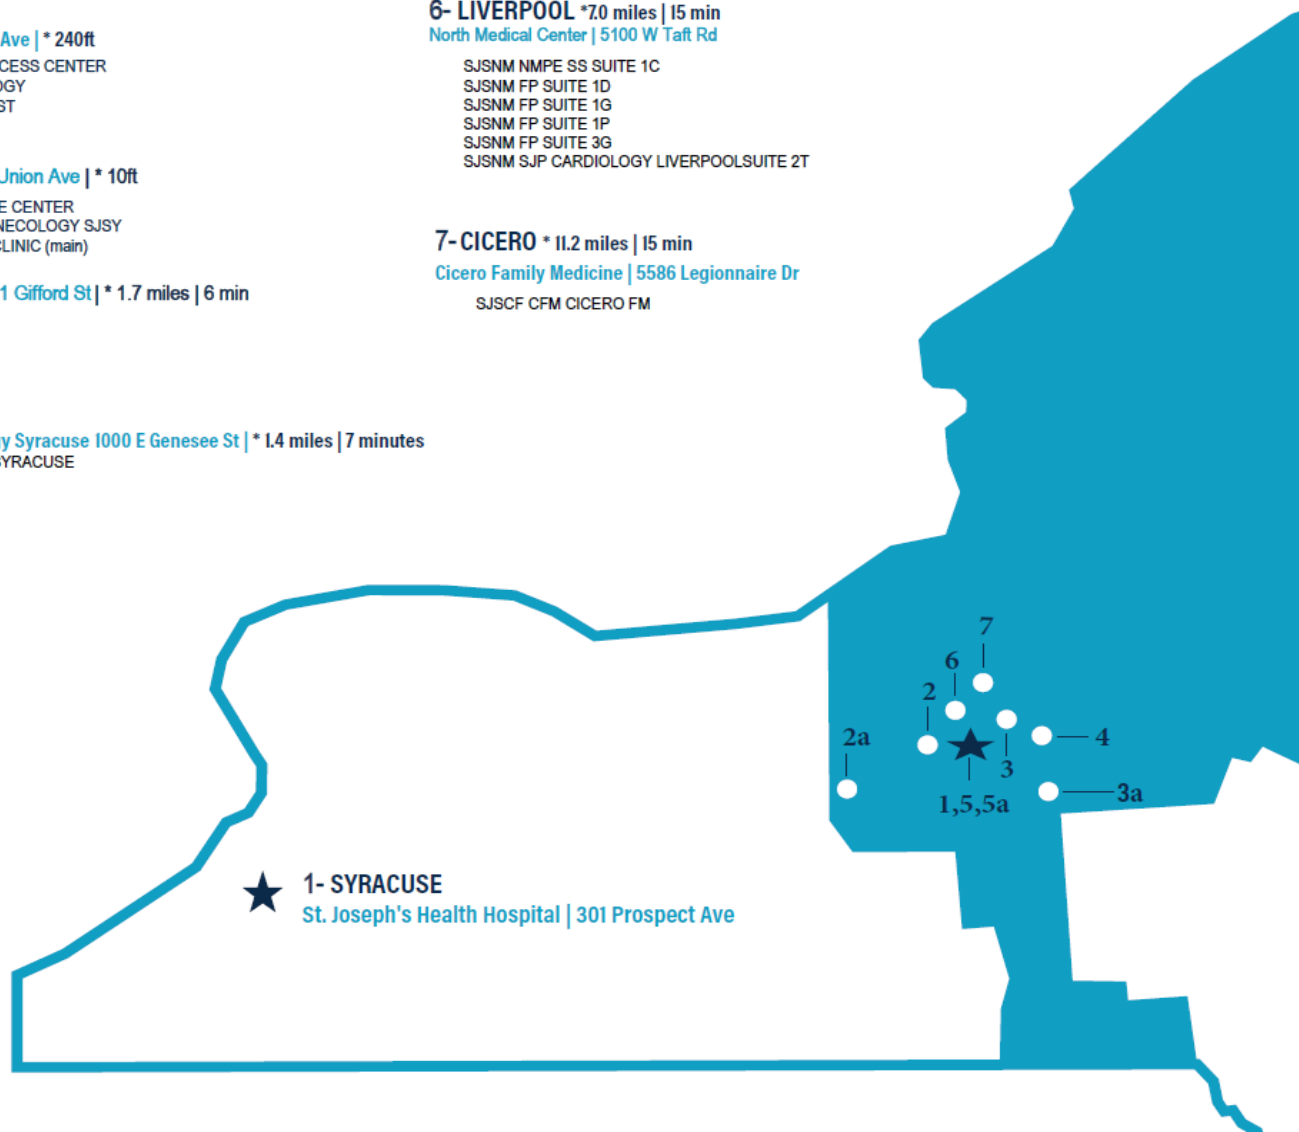 Ave | * 240ft
CESS CENTER
OGY
ST
Union Ave | * 10ft
E CENTER
NECOLOGY SJSY
CLINIC (main)
1 Gifford St | * 1.7 miles | 6 min
y Syracuse 1000 E Genesee St | * 1.4 miles | 7 minutes
SYRACUSE
6- LIVERPOOL *7.0 miles | 15 min
North Medical Center | 5100 W Taft Rd
SJSNM NMPE SS SUITE 1C
SJSNM FP SUITE 1D
SJSNM FP SUITE 1G
SJSNM FP SUITE 1P
SJSNM FP SUITE 3G
SJSNM SJP CARDIOLOGY LIVERPOOLSUITE 2T
7- CICERO * 11.2 miles | 15 min
Cicero Family Medicine | 5586 Legionnaire Dr
SJSCF CFM CICERO FM
7
6
2
2a
4
3
1,5,5a
3a
1- SYRACUSE
St. Joseph's Health Hospital | 301 Prospect Ave